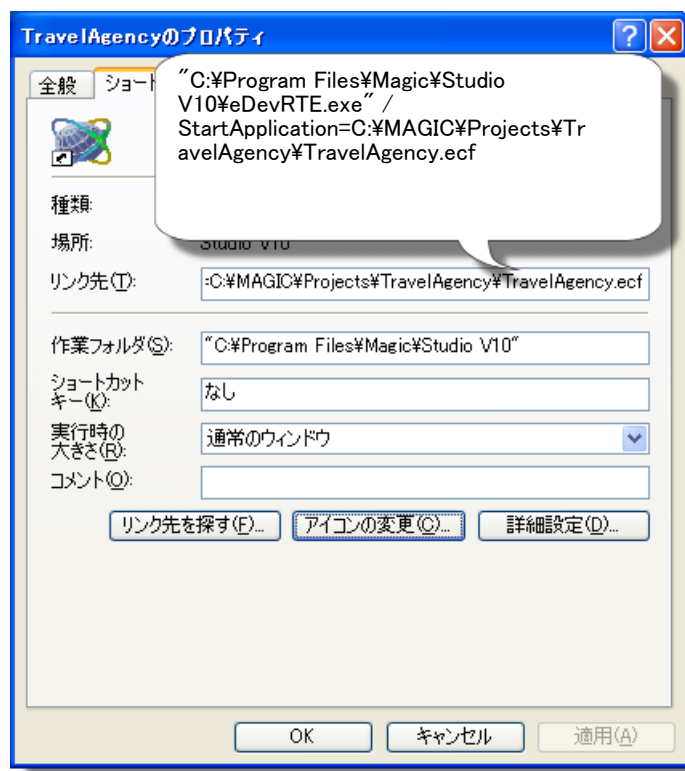 TravelAgencyのプロパティ
全般 ショート
"C:¥Program Files¥Magic¥Studio
V10¥eDevRTE.exe" /
StartApplication=C:¥MAGIC¥Projects¥Tr
avelAgency¥TravelAgency.ecf
種類:
場所: Studio V10
リンク先(T): =C:¥MAGIC¥Projects¥TravelAgency¥TravelAgency.ecf
作業フォルダ(S): "C:¥Program Files¥Magic¥Studio V10"
ショートカット
キー(K): なし
実行時の
大きさ(R): 通常のウィンドウ
コメント(O):
リンク先を探す(F)... アイコンの変更(C)... 詳細設定(D)...
OK キャンセル 適用(A)